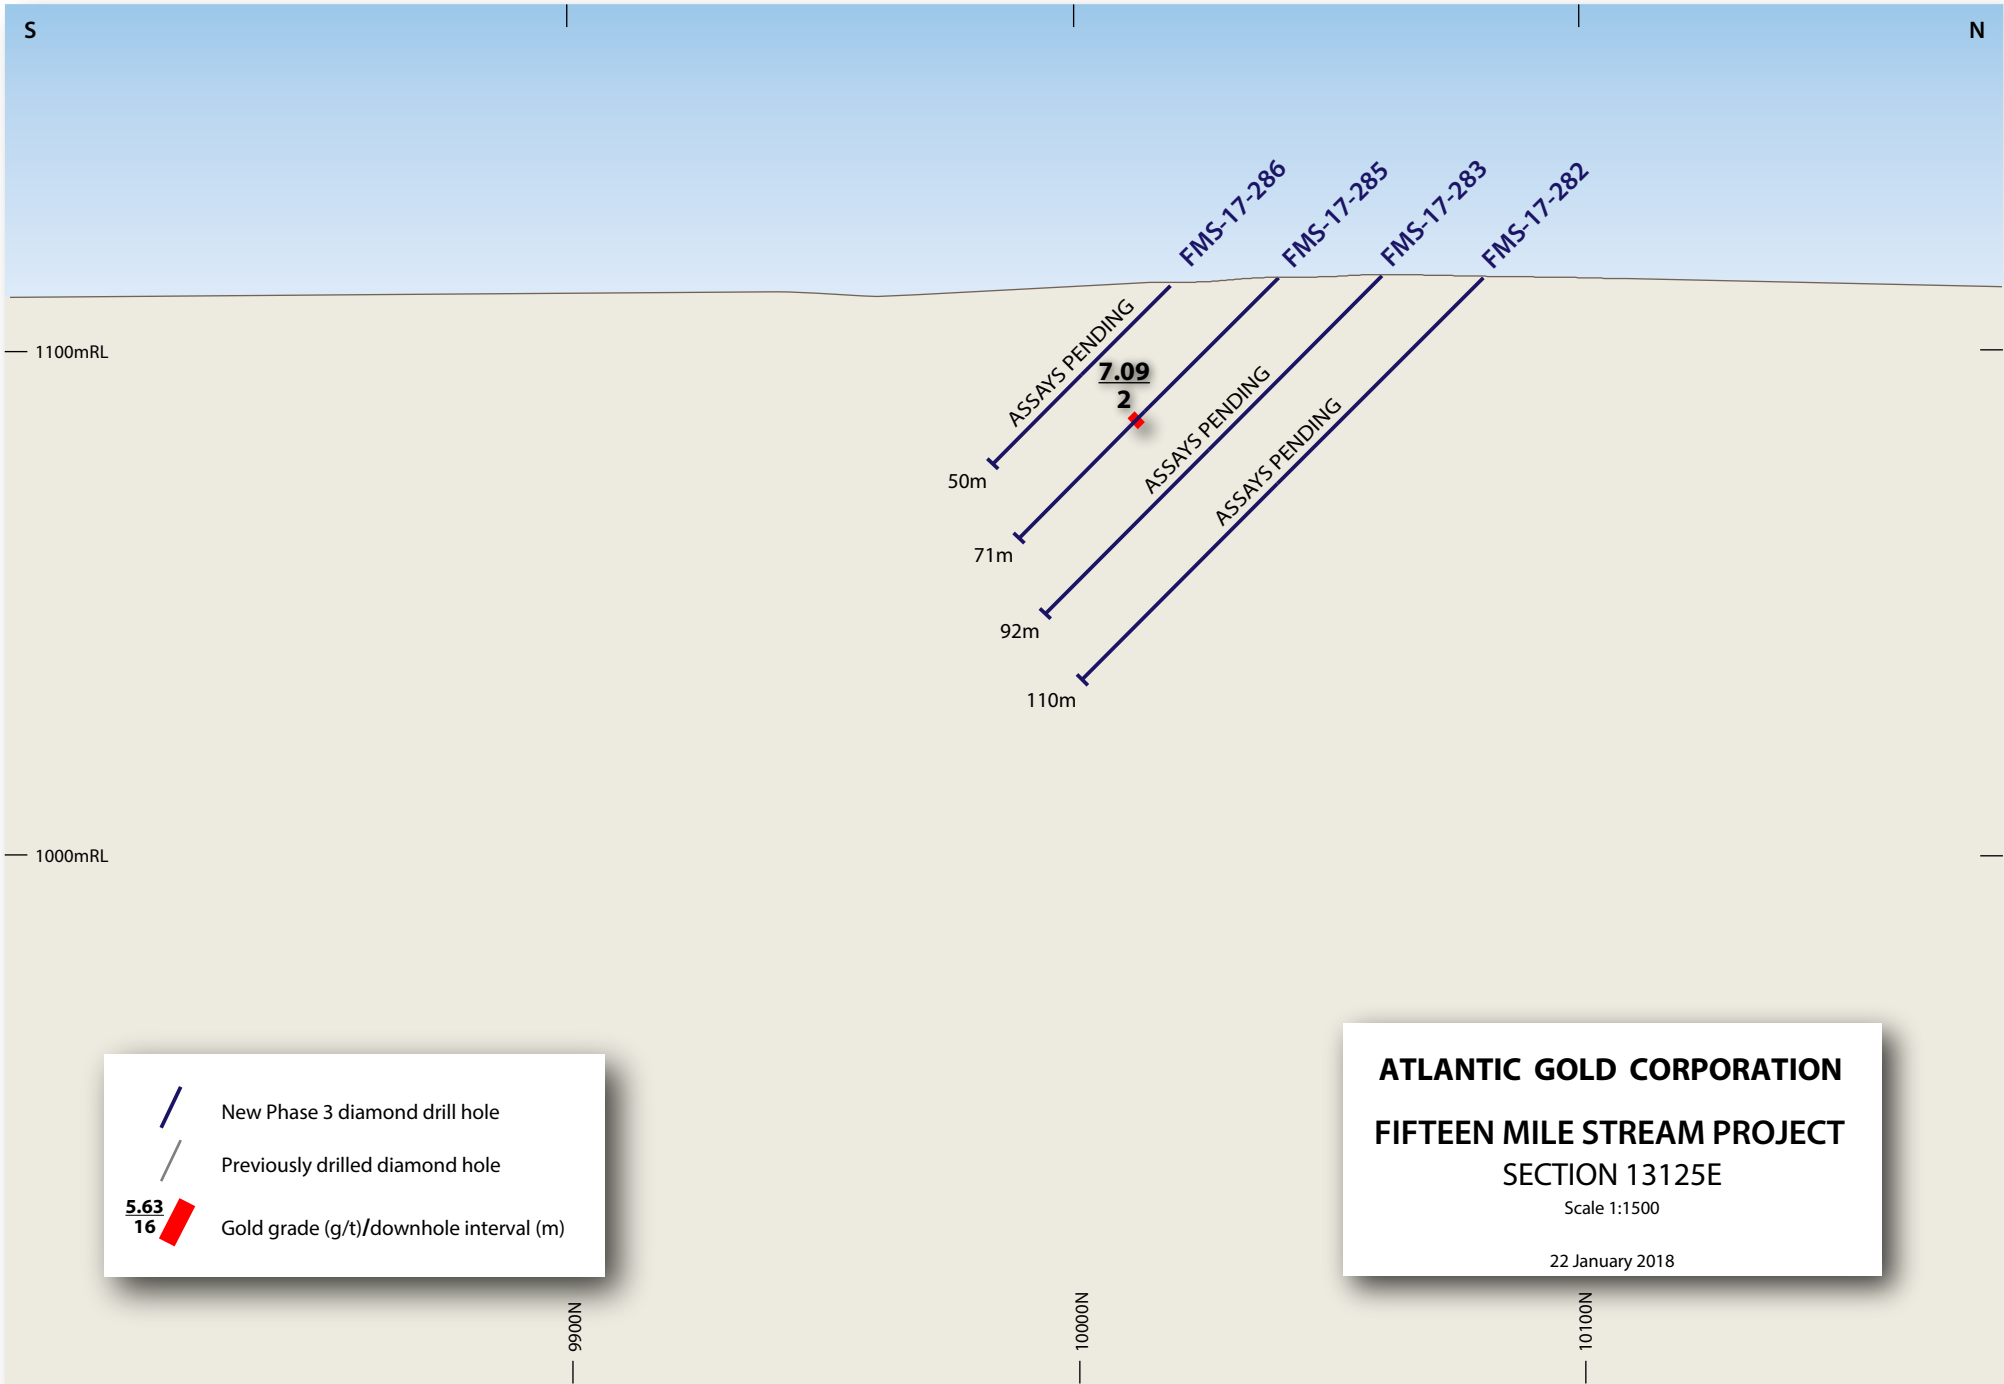 S
N
FMS-17-286
FMS-17-285
FMS-17-283
FMS-17-282
1100mRL
ASSAYS PENDING
7.09
2
ASSAYS PENDING
ASSAYS PENDING
50m
71m
92m
110m
1000mRL
New Phase 3 diamond drill hole
Previously drilled diamond hole
5.63
16
Gold grade (g/t)/downhole interval (m)
ATLANTIC GOLD CORPORATION
FIFTEEN MILE STREAM PROJECT
SECTION 13125E
Scale 1:1500
22 January 2018
9900N
10000N
10100N